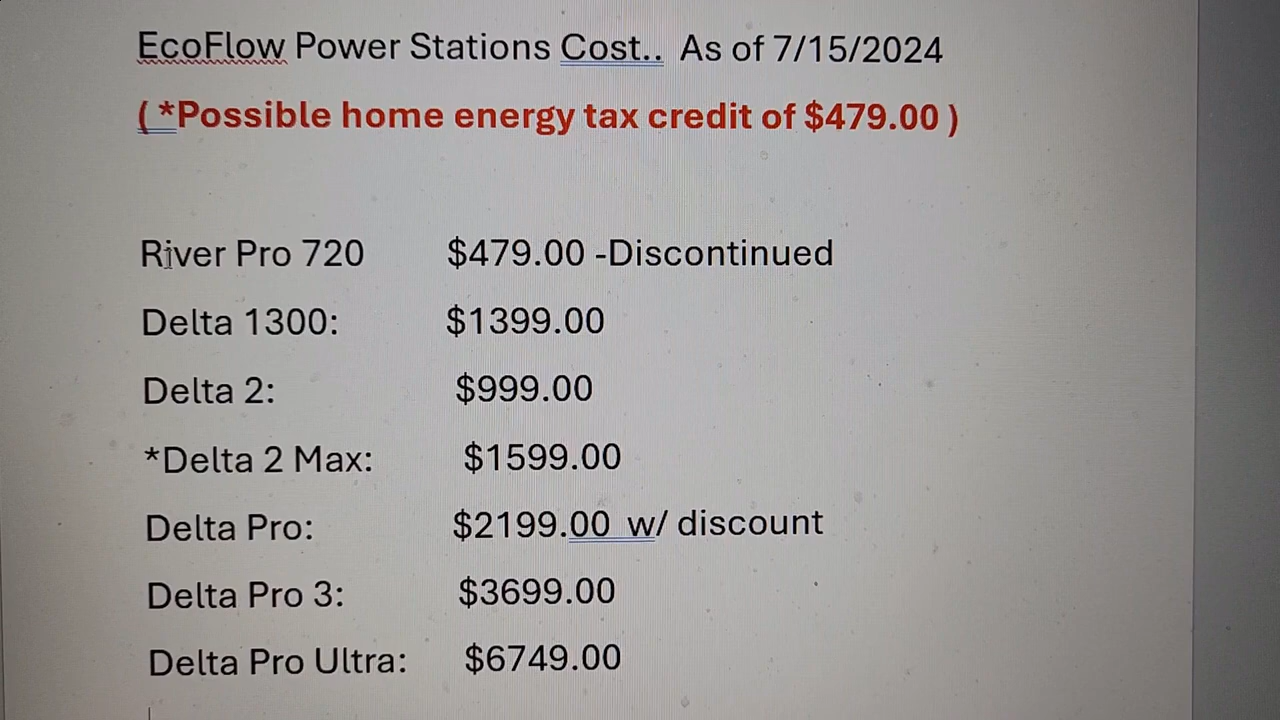 EcoFlow Power Stations Cost.. As of 7/15/2024
( *Possible home energy tax credit of $479.00 )
River Pro 720 $479.00 -Discontinued
Delta 1300: $1399.00
Delta 2: $999.00
*Delta 2 Max: $1599.00
Delta Pro: $2199.00 w/ discount
Delta Pro 3: $3699.00
Delta Pro Ultra: $6749.00